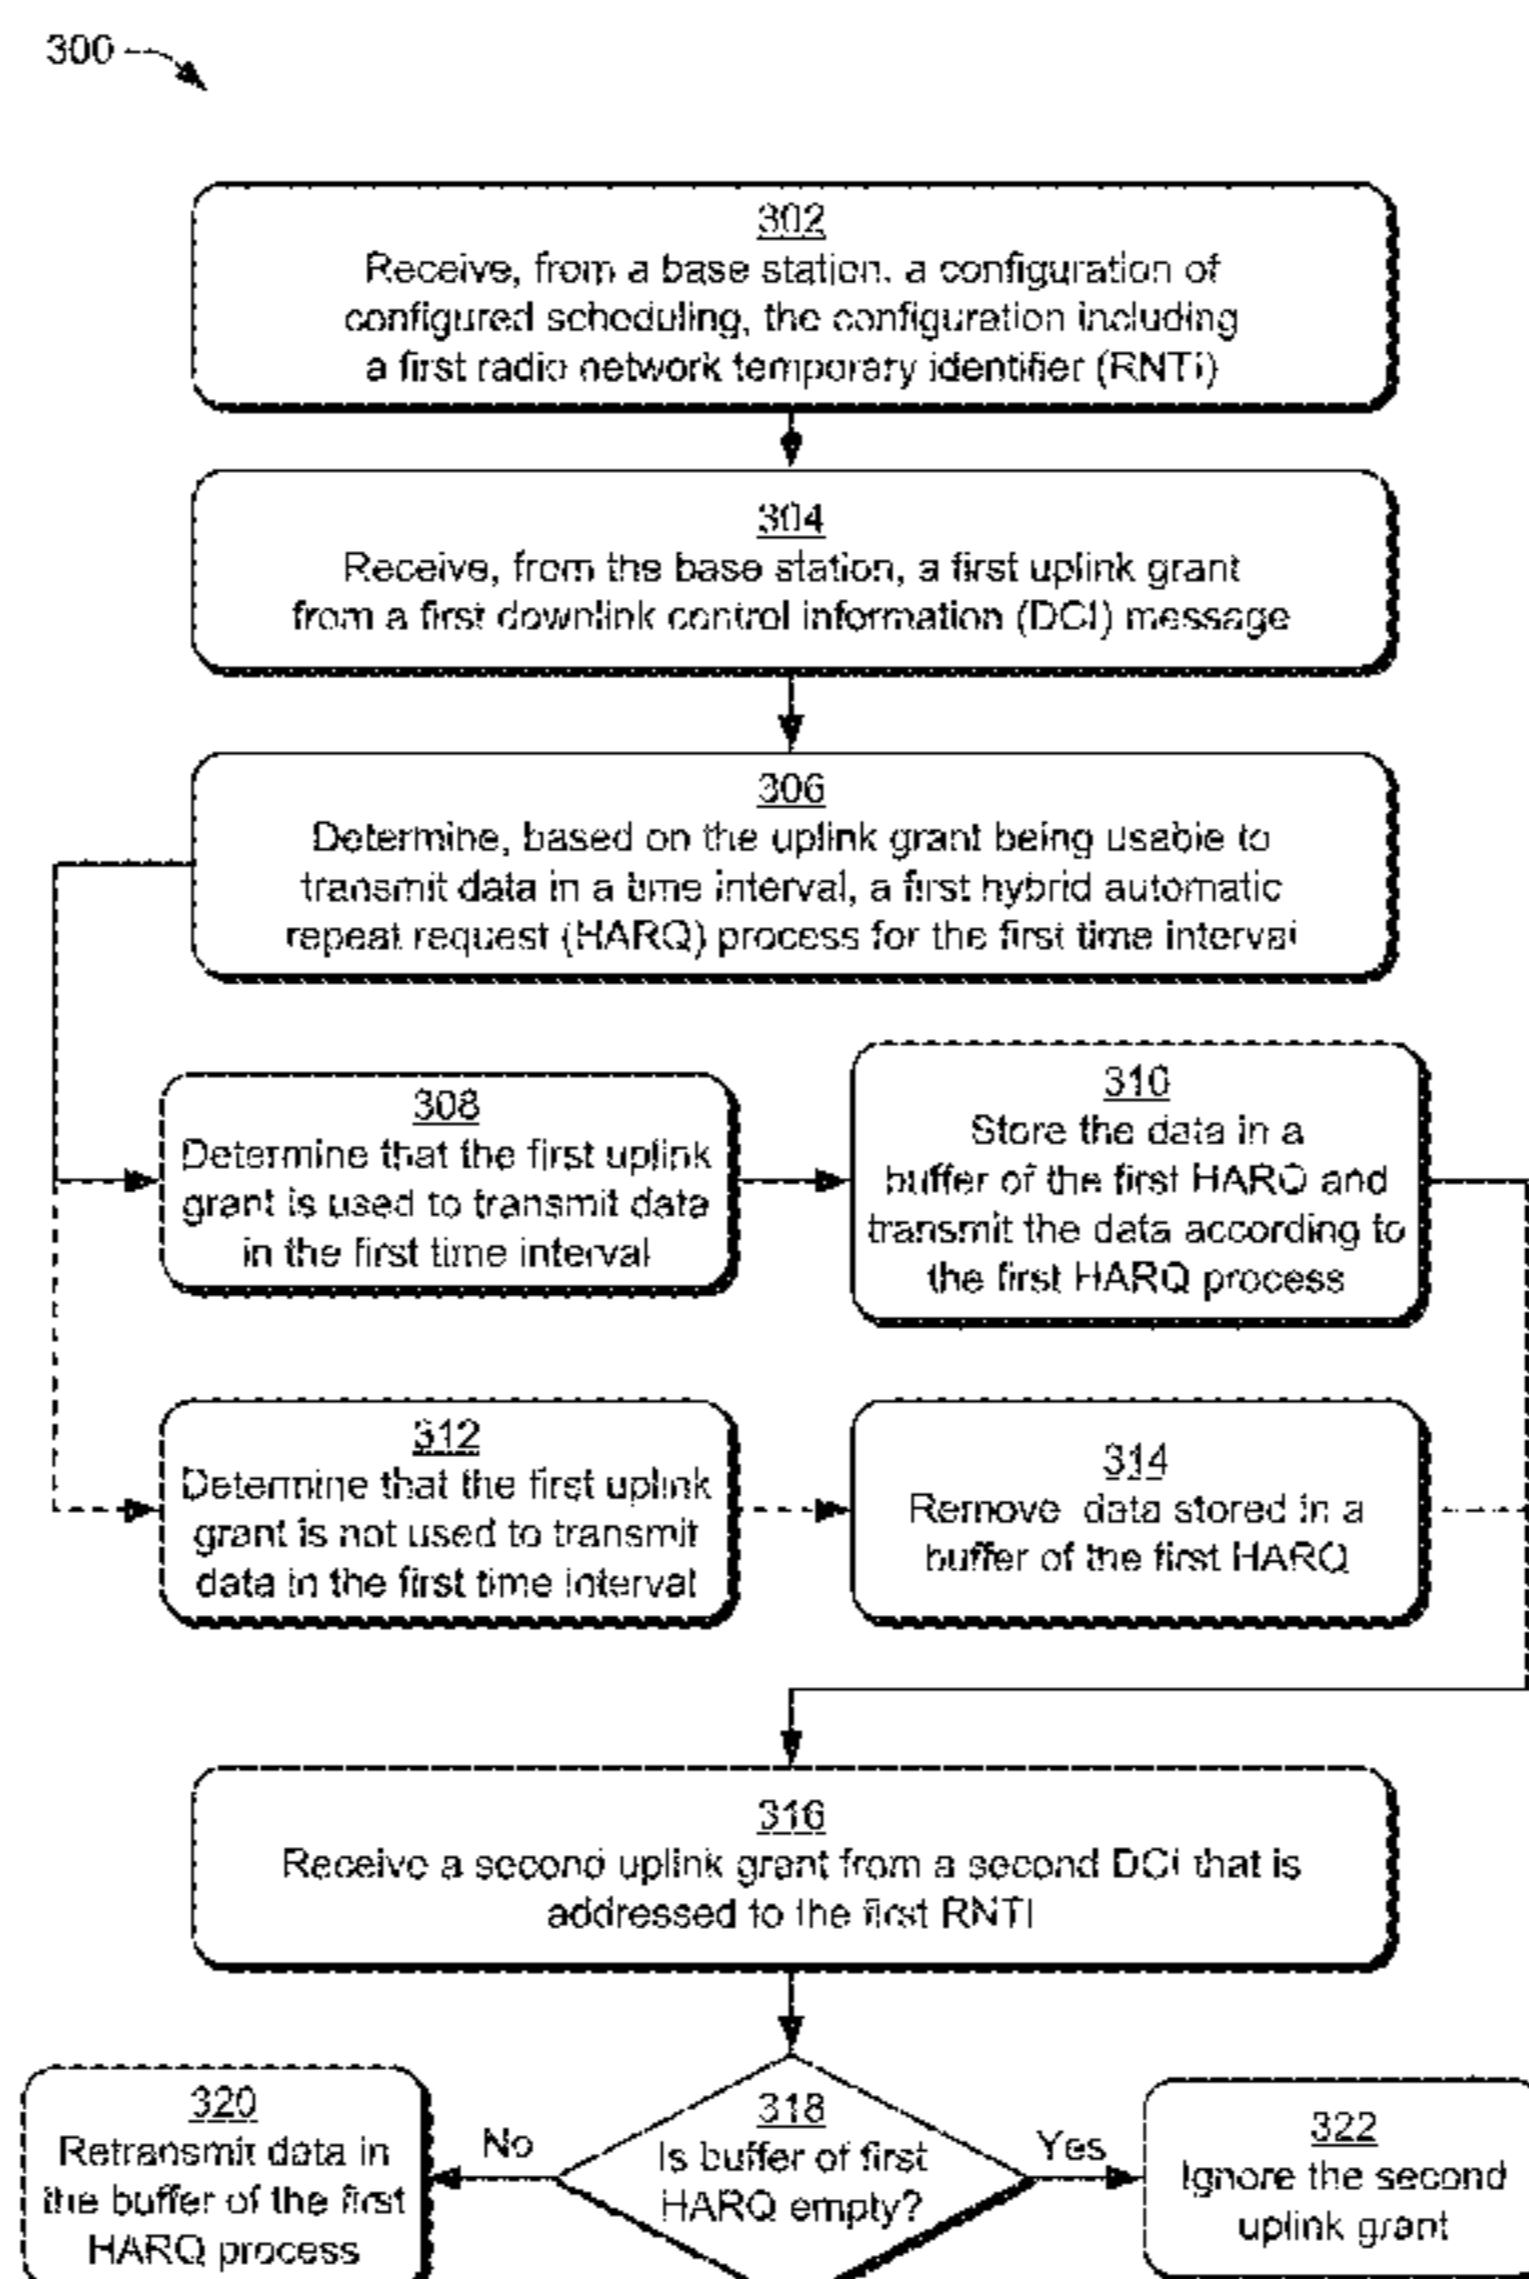 300
302
Receive, from a base station, a configuration of
configured scheduling, the configuration including
a first radio network temporary identifier (RNTI)
304
Receive, from the base station, a first uplink grant
from a first downlink control information (DCI) message
306
Determine, based on the uplink grant being usable to
transmit data in a time interval, a first hybrid automatic
repeat request (HARQ) process for the first time interval
308
Determine that the first uplink
grant is used to transmit data
in the first time interval
310
Store the data in a
buffer of the first HARQ and
transmit the data according to
the first HARQ process
312
Determine that the first uplink
grant is not used to transmit
data in the first time interval
314
Remove data stored in a
buffer of the first HARQ
316
Receive a second uplink grant from a second DCI that is
addressed to the first RNTI
318
Is buffer of first
HARQ empty?
No
Yes
320
Retransmit data in
the buffer of the first
HARQ process
322
Ignore the second
uplink grant